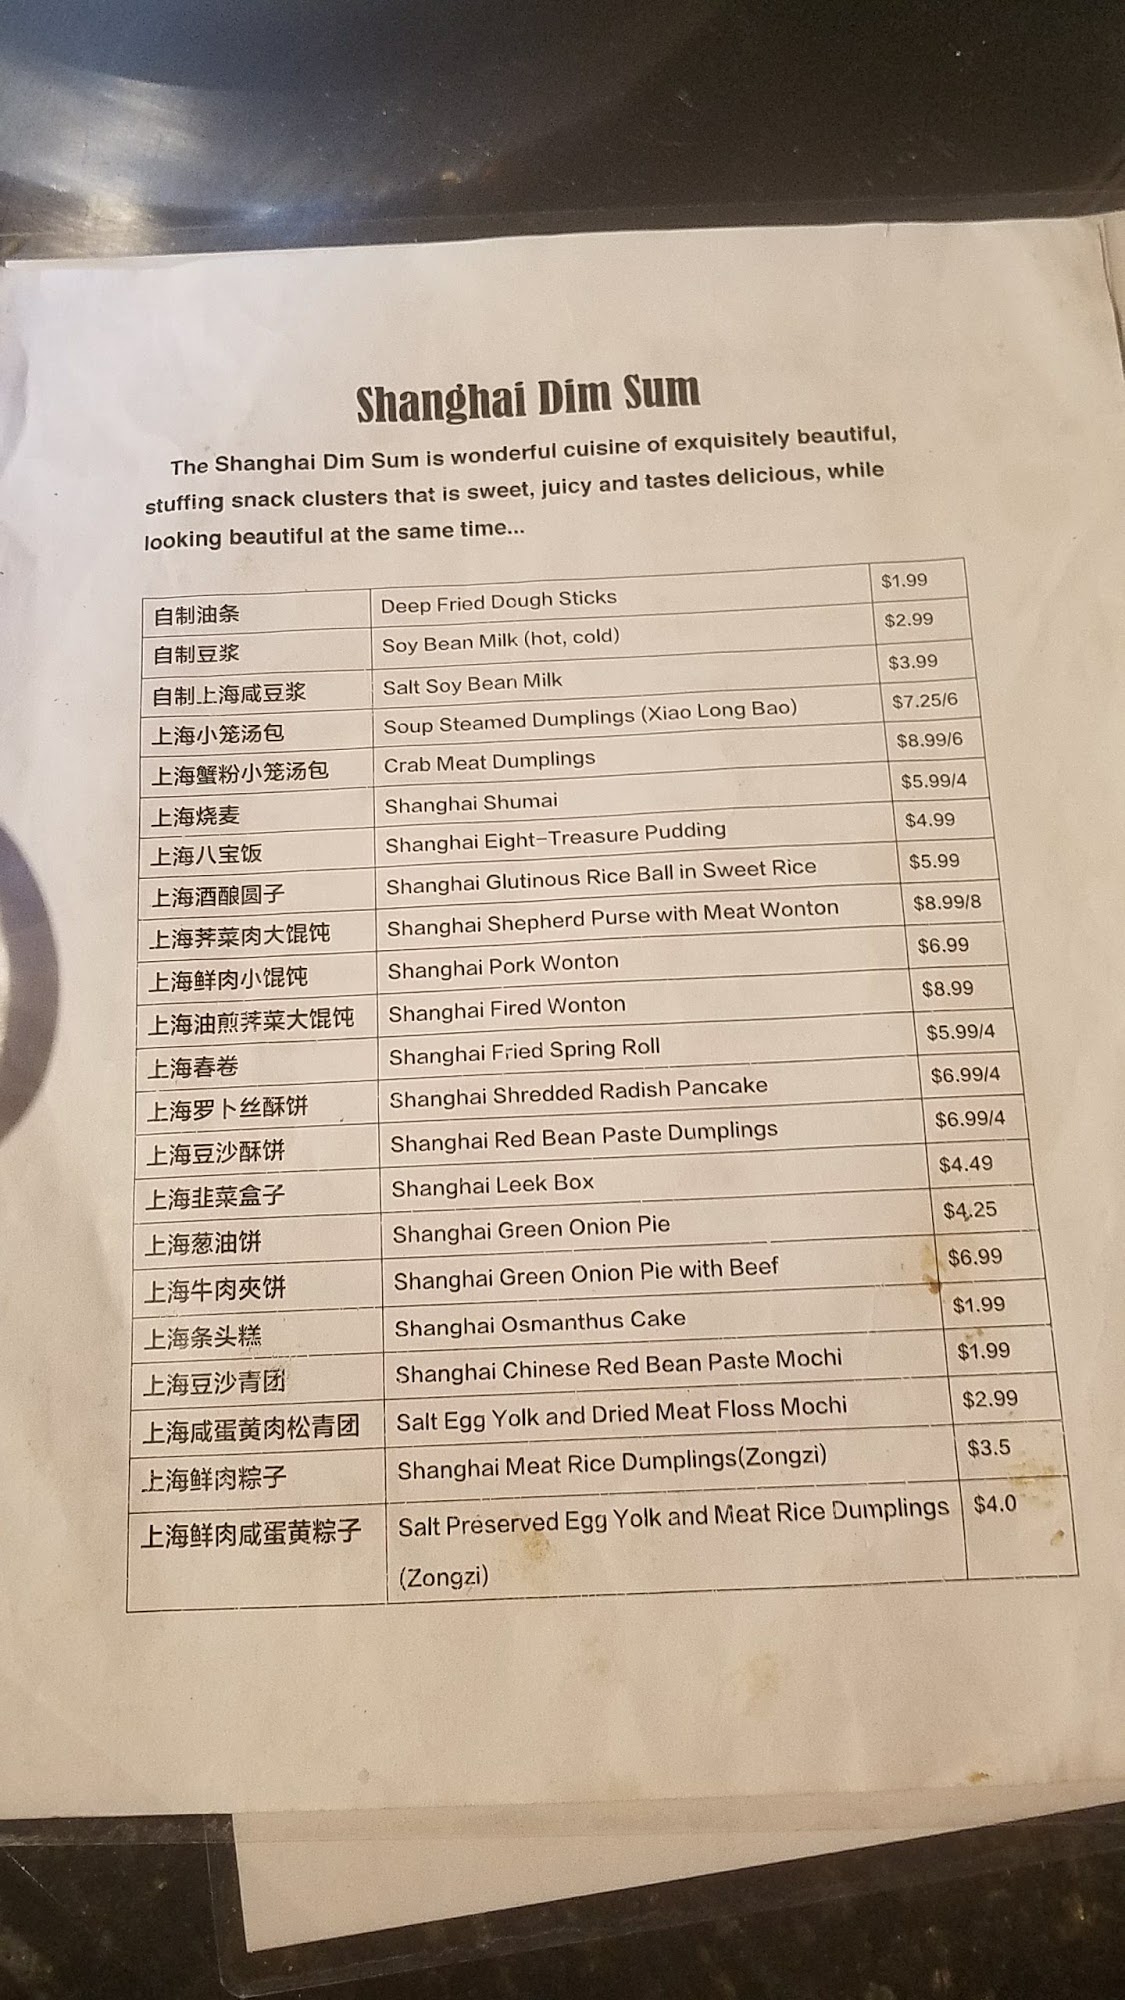 Shanghai Dim Sum
The Shanghai Dim Sum is wonderful cuisine of exquisitely beautiful,
stuffing snack clusters that is sweet, juicy and tastes delicious, while
looking beautiful at the same time...
自制油条 Deep Fried Dough Sticks $1.99
自制豆浆 Soy Bean Milk (hot, cold) $2.99
自制上海咸豆浆 Salt Soy Bean Milk $3.99
上海小笼汤包 Soup Steamed Dumplings (Xiao Long Bao) $7.25/6
上海蟹粉小笼汤包 Crab Meat Dumplings $8.99/6
上海烧麦 Shanghai Shumai $5.99/4
上海八宝饭 Shanghai Eight-Treasure Pudding $4.99
上海酒酿圆子 Shanghai Glutinous Rice Ball in Sweet Rice $5.99
上海荠菜肉大馄饨 Shanghai Shepherd Purse with Meat Wonton $8.99/8
上海鲜肉小馄饨 Shanghai Pork Wonton $6.99
上海油煎荠菜大馄饨 Shanghai Fired Wonton $8.99
上海春卷 Shanghai Fried Spring Roll $5.99/4
上海罗卜丝酥饼 Shanghai Shredded Radish Pancake $6.99/4
上海豆沙酥饼 Shanghai Red Bean Paste Dumplings $6.99/4
上海韭菜盒子 Shanghai Leek Box $4.49
上海葱油饼 Shanghai Green Onion Pie $4.25
上海牛肉夾饼 Shanghai Green Onion Pie with Beef $6.99
上海条头糕 Shanghai Osmanthus Cake $1.99
上海豆沙青团 Shanghai Chinese Red Bean Paste Mochi $1.99
上海咸蛋黄肉松青团 Salt Egg Yolk and Dried Meat Floss Mochi $2.99
上海鲜肉粽子 Shanghai Meat Rice Dumplings(Zongzi) $3.5
上海鲜肉咸蛋黄粽子 Salt Preserved Egg Yolk and Meat Rice Dumplings $4.0
(Zongzi)